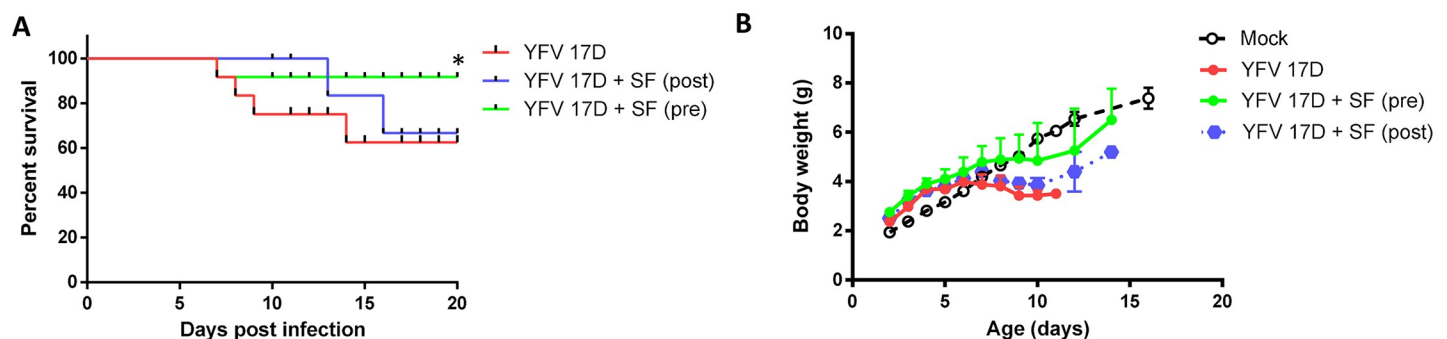 A
Percent survival
100
80
60
40
20
0
0 5 10 15 20
Days post infection
*
YFV 17D
YFV 17D + SF (post)
YFV 17D + SF (pre)
B
Body weight (g)
10
8
6
4
2
0
0 5 10 15 20
Age (days)
Mock
YFV 17D
YFV 17D + SF (pre)
YFV 17D + SF (post)